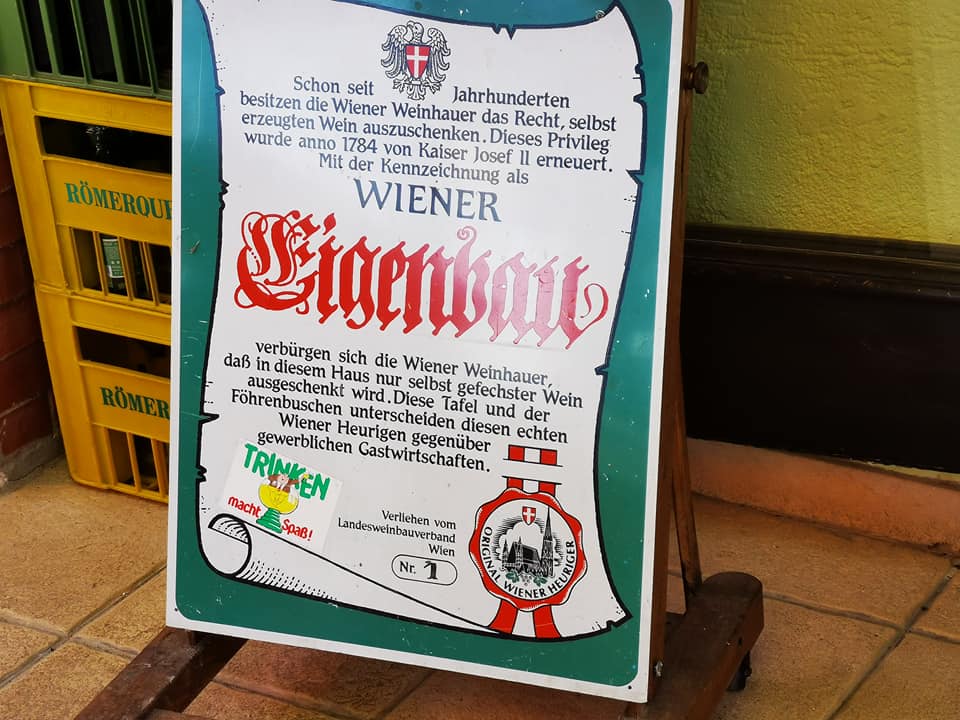 Schon seit Jahrhunderten
besitzen die Wiener Weinhauer das Recht, selbst
erzeugten Wein auszuschenken. Dieses Privileg
wurde anno 1784 von Kaiser Josef II erneuert.
Mit der Kennzeichnung als
WIENER
Eigenbau
verbürgen sich die Wiener Weinhauer,
daß in diesem Haus nur selbst gefechster Wein
ausgeschenkt wird. Diese Tafel und der
Föhrenbuschen unterscheiden diesen echten
Wiener Heurigen gegenüber
gewerblichen Gastwirtschaften.
TRINKEN
macht Spaß!
Verliehen vom
Landesweinbauverband
Wien
Nr. 1
ORIGINAL WIENER HEURIGER
RÖMERQU
RÖMER